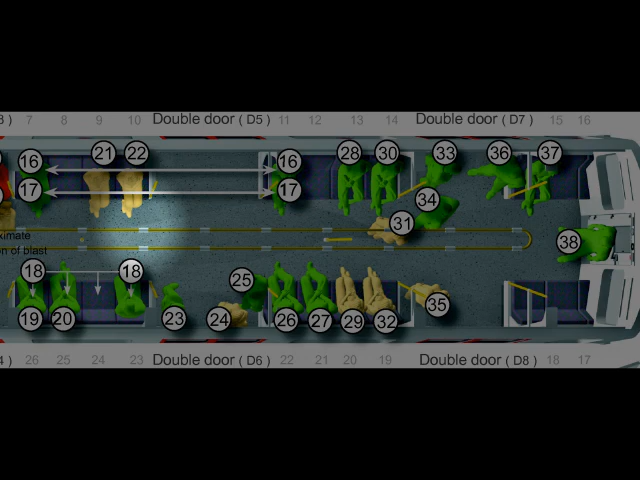 3 ) 7 8 9 10 Double door ( D5 ) 11 12 13 14 Double door ( D7 ) 15 16
16 21 22 16 28 30 33 36 37
17 17 34
31
ximate
on of blast
38
18 18 25
19 20 23 24 26 27 29 32 35
4 ) 26 25 24 23 Double door ( D6 ) 22 21 20 19 Double door ( D8 ) 18 17